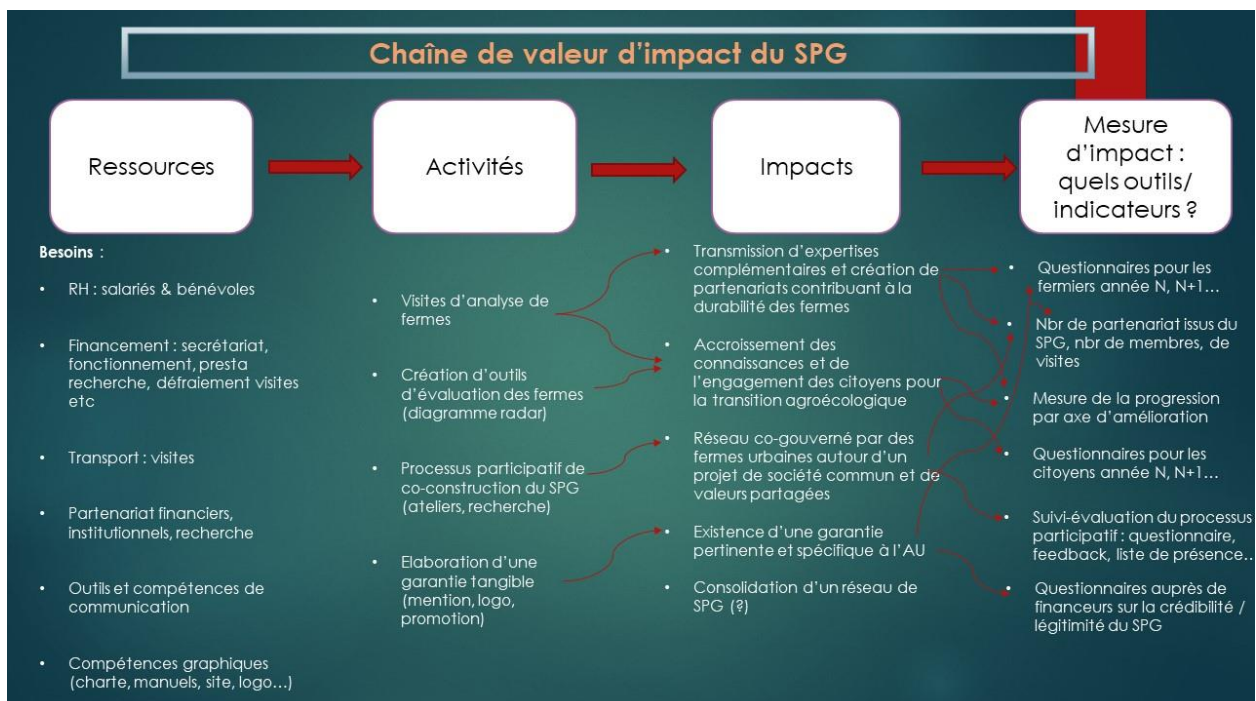 Chaîne de valeur d'impact du SPG
Ressources
Activités
Impacts
Mesure
d'impact :
quels outils/
indicateurs ?
Besoins :
• RH : salariés & bénévoles
• Financement : secrétariat,
fonctionnement, presta
recherche, défraiement visites
etc
• Transport : visites
• Partenariat financiers,
institutionnels, recherche
• Outils et compétences de
communication
• Compétences graphiques
(charte, manuels, site, logo...)
• Visites d'analyse de
fermes
• Création d'outils
d'évaluation des fermes
(diagramme radar)
• Processus participatif de
co-construction du SPG
(ateliers, recherche)
• Elaboration d'une
garantie tangible
(mention, logo,
promotion)
• Transmission d'expertises
complémentaires et création de
partenariats contribuant à la
durabilité des fermes
• Accroissement des
connaissances et de
l'engagement des citoyens pour
la transition agroécologique
• Réseau co-gouverné par des
fermes urbaines autour d'un
projet de société commun et de
valeurs partagées
• Existence d'une garantie
pertinente et spécifique à l'AU
• Consolidation d'un réseau de
SPG (?)
• Questionnaires pour les
fermiers année N, N+1...
• Nbr de partenariat issus du
SPG, nbr de membres, de
visites
• Mesure de la progression
par axe d'amélioration
• Questionnaires pour les
citoyens année N, N+1...
• Suivi-évaluation du processus
participatif : questionnaire,
feedback, liste de présence...
• Questionnaires auprès de
financeurs sur la crédibilité /
légitimité du SPG